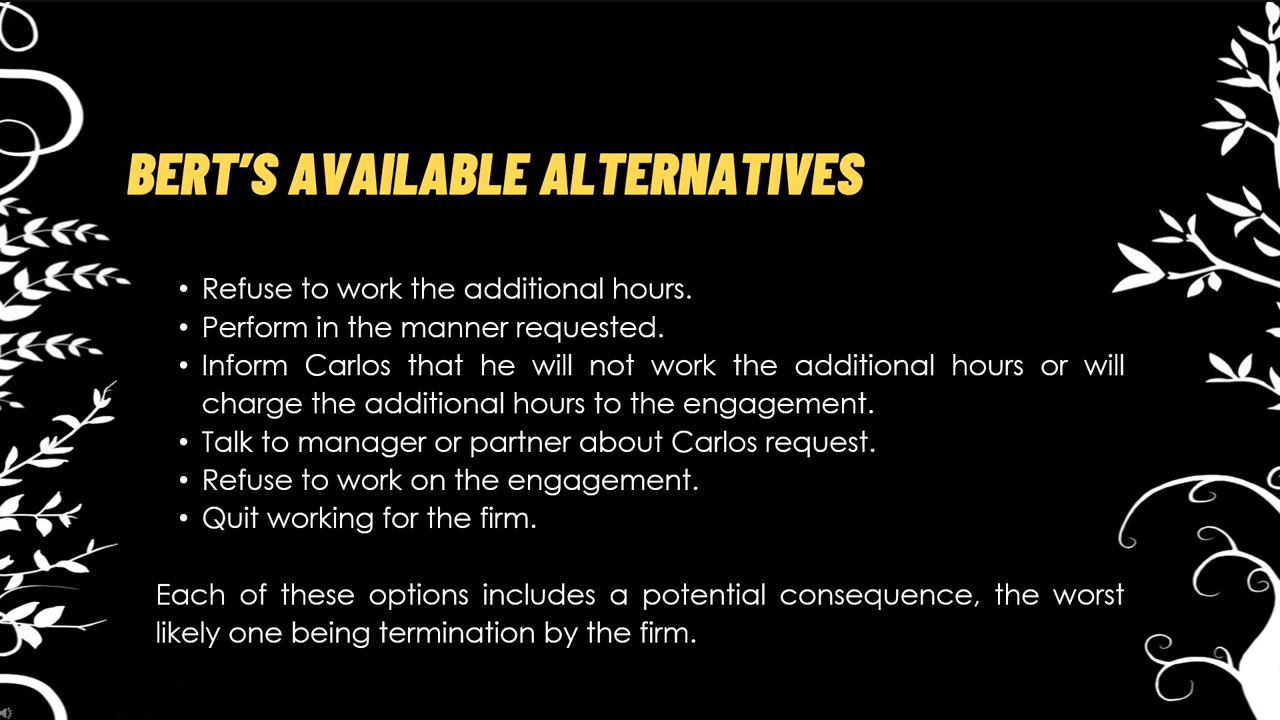 BERT'S AVAILABLE ALTERNATIVES
• Refuse to work the additional hours.
• Perform in the manner requested.
• Inform Carlos that he will not work the additional hours or will
charge the additional hours to the engagement.
• Talk to manager or partner about Carlos request.
• Refuse to work on the engagement.
• Quit working for the firm.
Each of these options includes a potential consequence, the worst
likely one being termination by the firm.